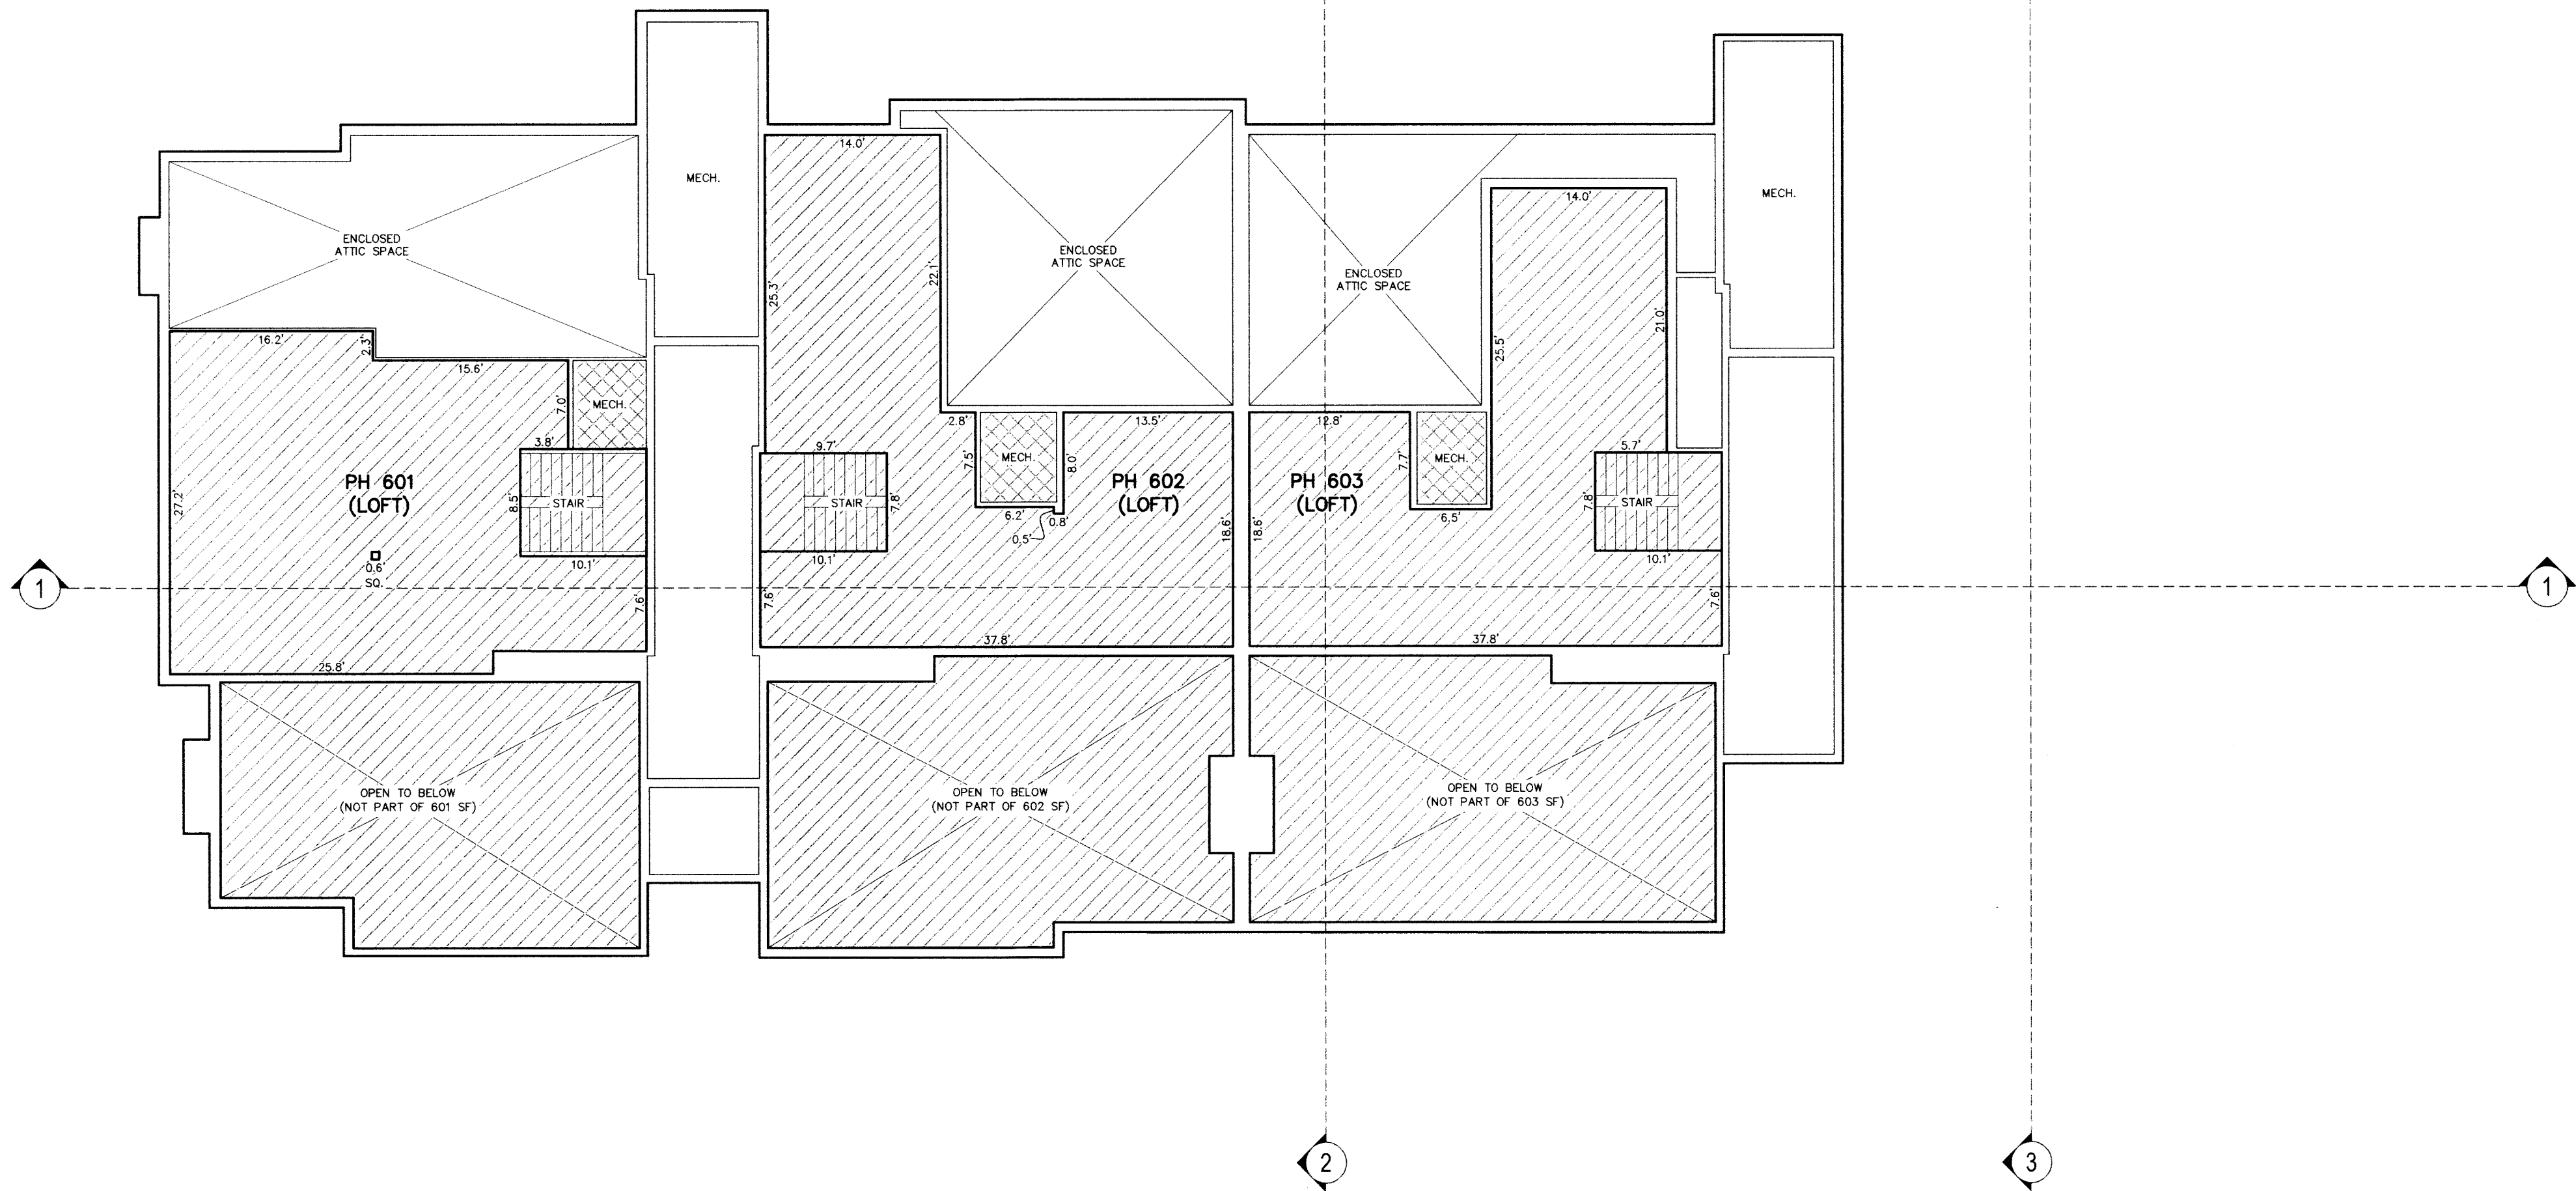 MECH.
MECH.
ENCLOSED
ATTIC SPACE
ENCLOSED
ATTIC SPACE
ENCLOSED
ATTIC SPACE
14.0'
25.3'
22.1'
14.0'
25.5'
21.0'
16.2'
2.3'
15.6'
7.0'
MECH.
3.8'
27.2'
PH 601
(LOFT)
8.5'
STAIR
10.1'
0.6'
SQ.
7.6'
25.8'
9.7'
STAIR
7.8'
10.1'
7.6'
2.8'
7.5'
MECH.
8.0'
13.5'
6.2'
0.8'
0.5'
PH 602
(LOFT)
18.6'
37.8'
12.8'
18.6'
PH 603
(LOFT)
7.7'
MECH.
6.5'
5.7'
7.8'
STAIR
10.1'
7.6'
37.8'
1
1
OPEN TO BELOW
(NOT PART OF 601 SF)
OPEN TO BELOW
(NOT PART OF 602 SF)
OPEN TO BELOW
(NOT PART OF 603 SF)
2
3